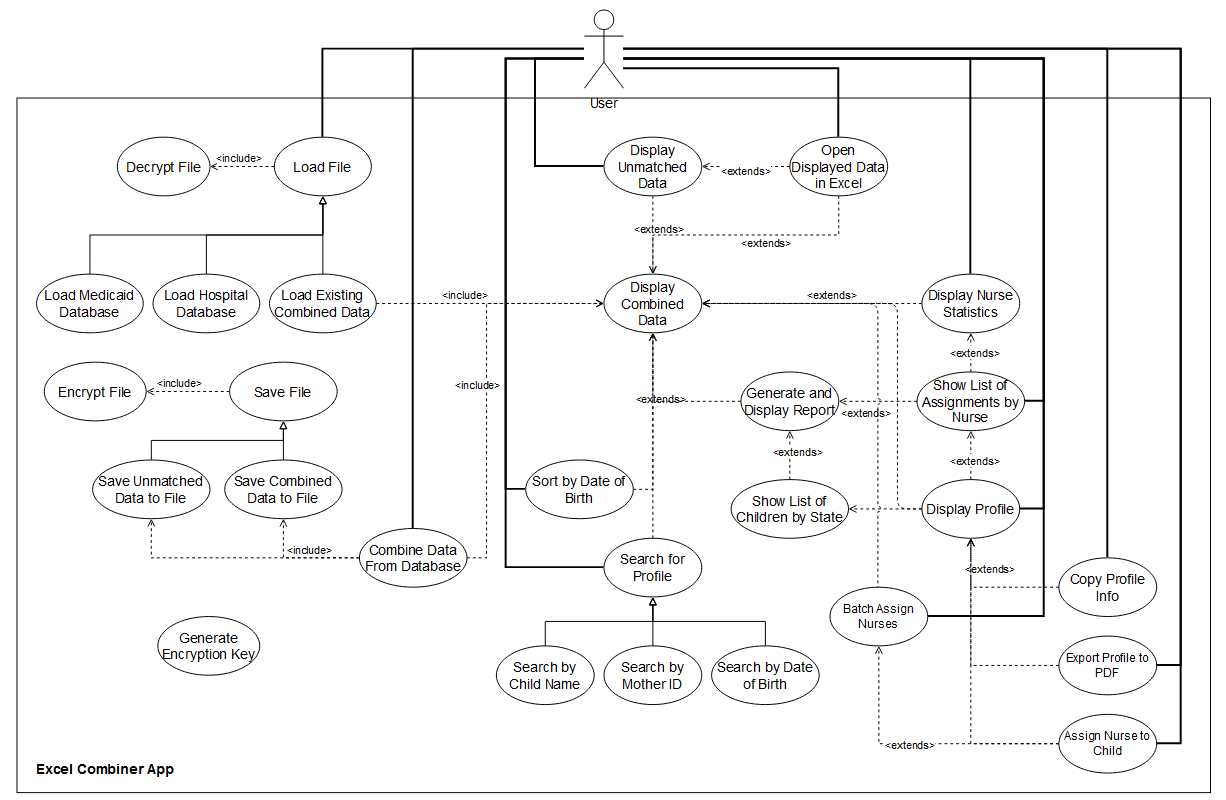 User
Decrypt File
<include>
Load File
Display
Unmatched
Data
<extends>
Open
Displayed Data
in Excel
<extends>
<extends>
Load Medicaid
Database
Load Hospital
Database
Load Existing
Combined Data
<include>
Display
Combined
Data
<extends>
Display Nurse
Statistics
<extends>
Encrypt File
<include>
Save File
<include>
<extends>
Generate and
Display Report
<extends>
Show List of
Assignments by
Nurse
<extends>
<extends>
Save Unmatched
Data to File
Save Combined
Data to File
Sort by Date of
Birth
Show List of
Children by State
Display Profile
<include>
Combine Data
From Database
Search for
Profile
<extends>
Copy Profile
Info
Batch Assign
Nurses
Generate
Encryption Key
Search by
Child Name
Search by
Mother ID
Search by Date
of Birth
Export Profile to
PDF
<extends>
Assign Nurse to
Child
Excel Combiner App